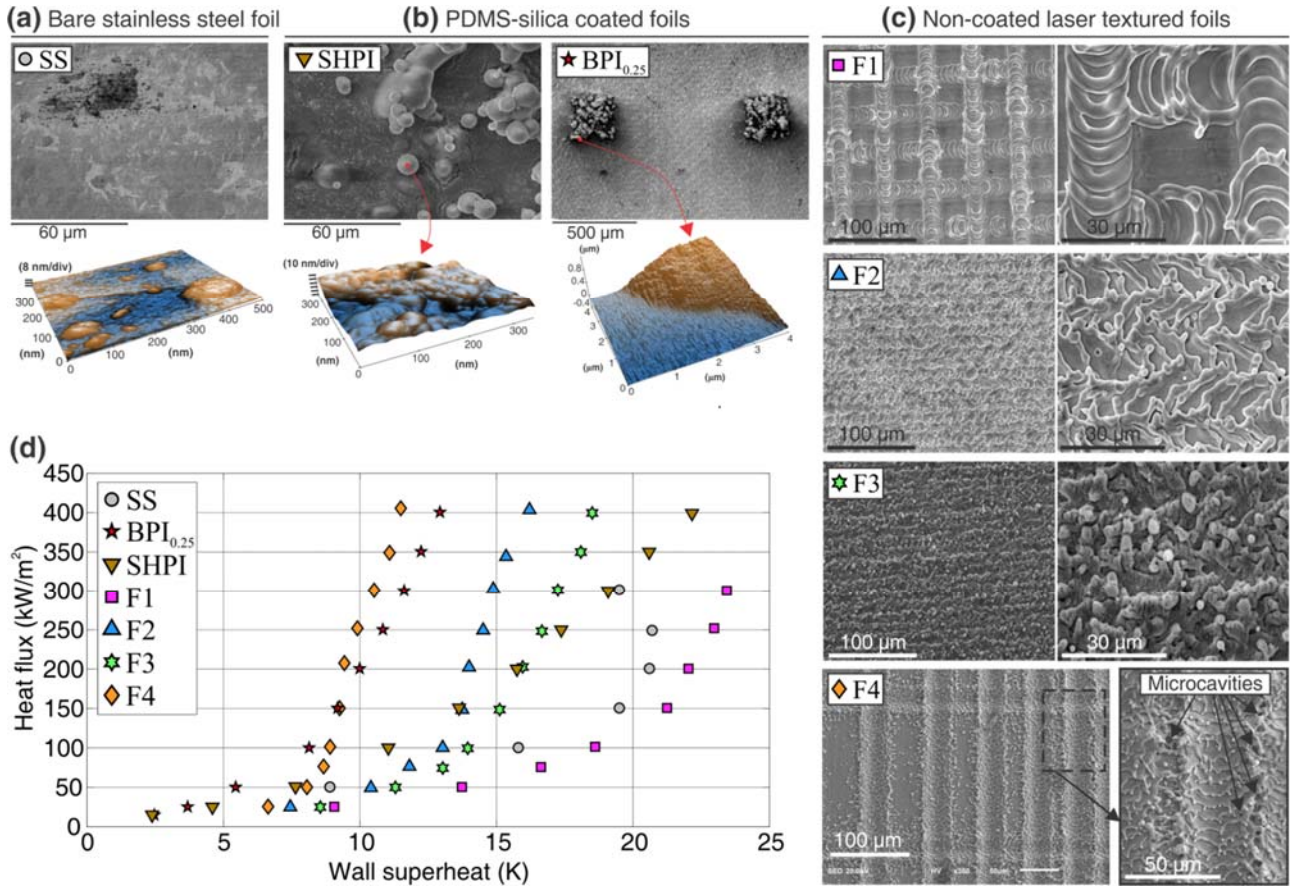 (a) Bare stainless steel foil
(b) PDMS-silica coated foils
(c) Non-coated laser textured foils
SS
SHPI
BPI0.25
60 µm
60 µm
500 µm
(8 nm/div)
300
200
100
(nm)
0
100
200
300
400
500
(nm)
(10 nm/div)
300
200
100
(nm)
0
100
200
300
(nm)
(µm)
0.8
0.4
0
-0.4
4
3
2
1
0
(µm)
0
1
2
3
4
(µm)
F1
100 µm
30 µm
F2
100 µm
30 µm
F3
100 µm
30 µm
F4
100 µm
Microcavities
50 µm
(d)
Heat flux (kW/m²)
450
400
350
300
250
200
150
100
50
0
SS
BPI0.25
SHPI
F1
F2
F3
F4
0 5 10 15 20 25
Wall superheat (K)